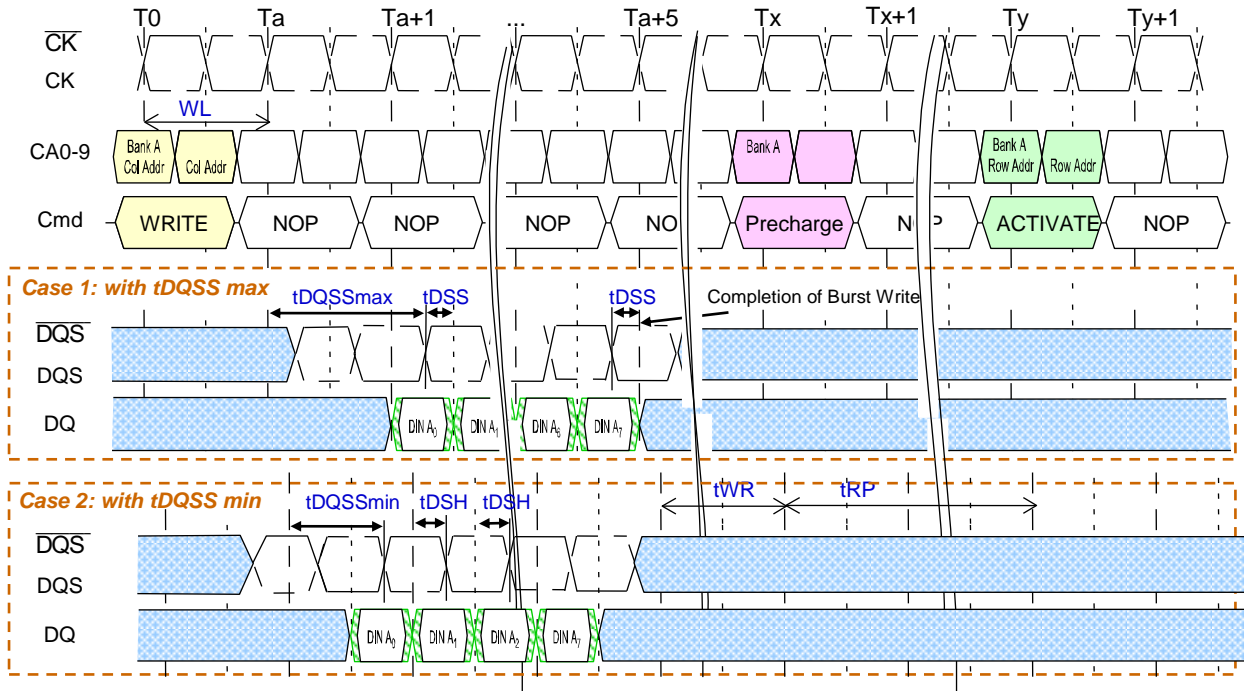 T0 Ta Ta+1 ... Ta+5 Tx Tx+1 Ty Ty+1
CK
CK
WL
CA0-9
Bank A
Col Addr
Col Addr
Bank A
Bank A
Row Addr
Row Addr
Cmd
WRITE NOP NOP NOP Precharge ACTIVATE NOP
Case 1: with tDQSS max
tDQSSmax tDSS tDSS Completion of Burst Write
DQS
DQS
DQ
DIN A0 DIN A1 DIN A6 DIN A7
Case 2: with tDQSS min
tDQSSmin tDSH tDSH tWR tRP
DQS
DQS
DQ
DIN A0 DIN A1 DIN A2 DIN A7